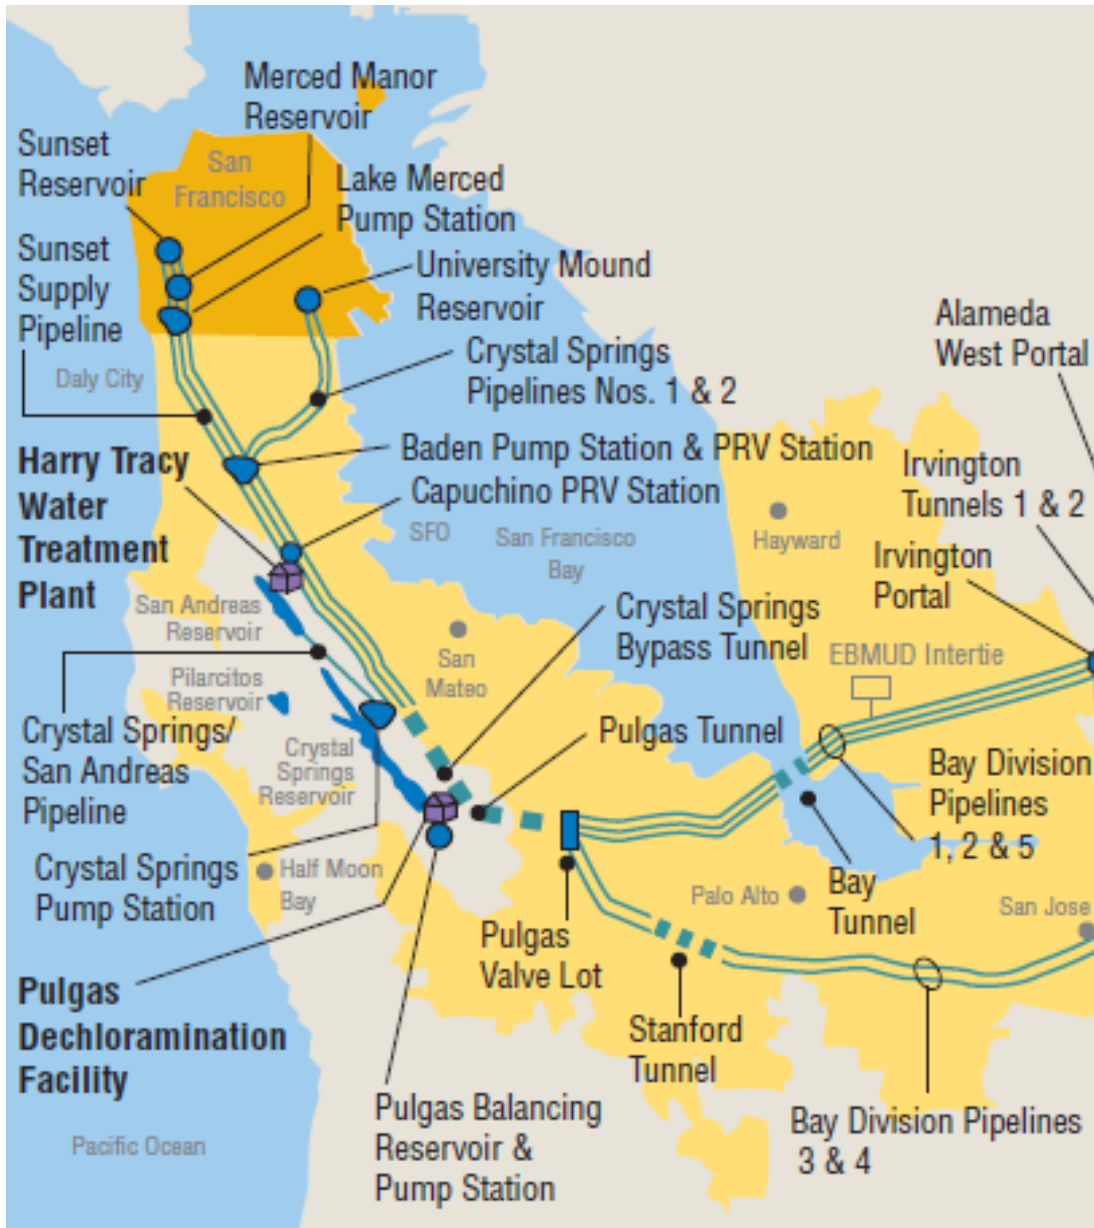 Merced Manor
Reservoir
Sunset
Reservoir
San
Francisco
Lake Merced
Pump Station
Sunset
Supply
Pipeline
University Mound
Reservoir
Alameda
West Portal
Daly City
Crystal Springs
Pipelines Nos. 1 & 2
Harry Tracy
Water
Treatment
Plant
Baden Pump Station & PRV Station
Capuchino PRV Station
Irvington
Tunnels 1 & 2
SFO
San Francisco
Bay
Hayward
Irvington
Portal
San Andreas
Reservoir
Crystal Springs
Bypass Tunnel
EBMUD Intertie
San
Mateo
Pilarcitos
Reservoir
Crystal Springs/
San Andreas
Pipeline
Crystal
Springs
Reservoir
Pulgas Tunnel
Bay Division
Pipelines
1, 2 & 5
Crystal Springs
Pump Station
Half Moon
Bay
Palo Alto
Bay
Tunnel
San Jose
Pulgas
Valve Lot
Pulgas
Dechloramination
Facility
Stanford
Tunnel
Pulgas Balancing
Reservoir &
Pump Station
Bay Division Pipelines
3 & 4
Pacific Ocean